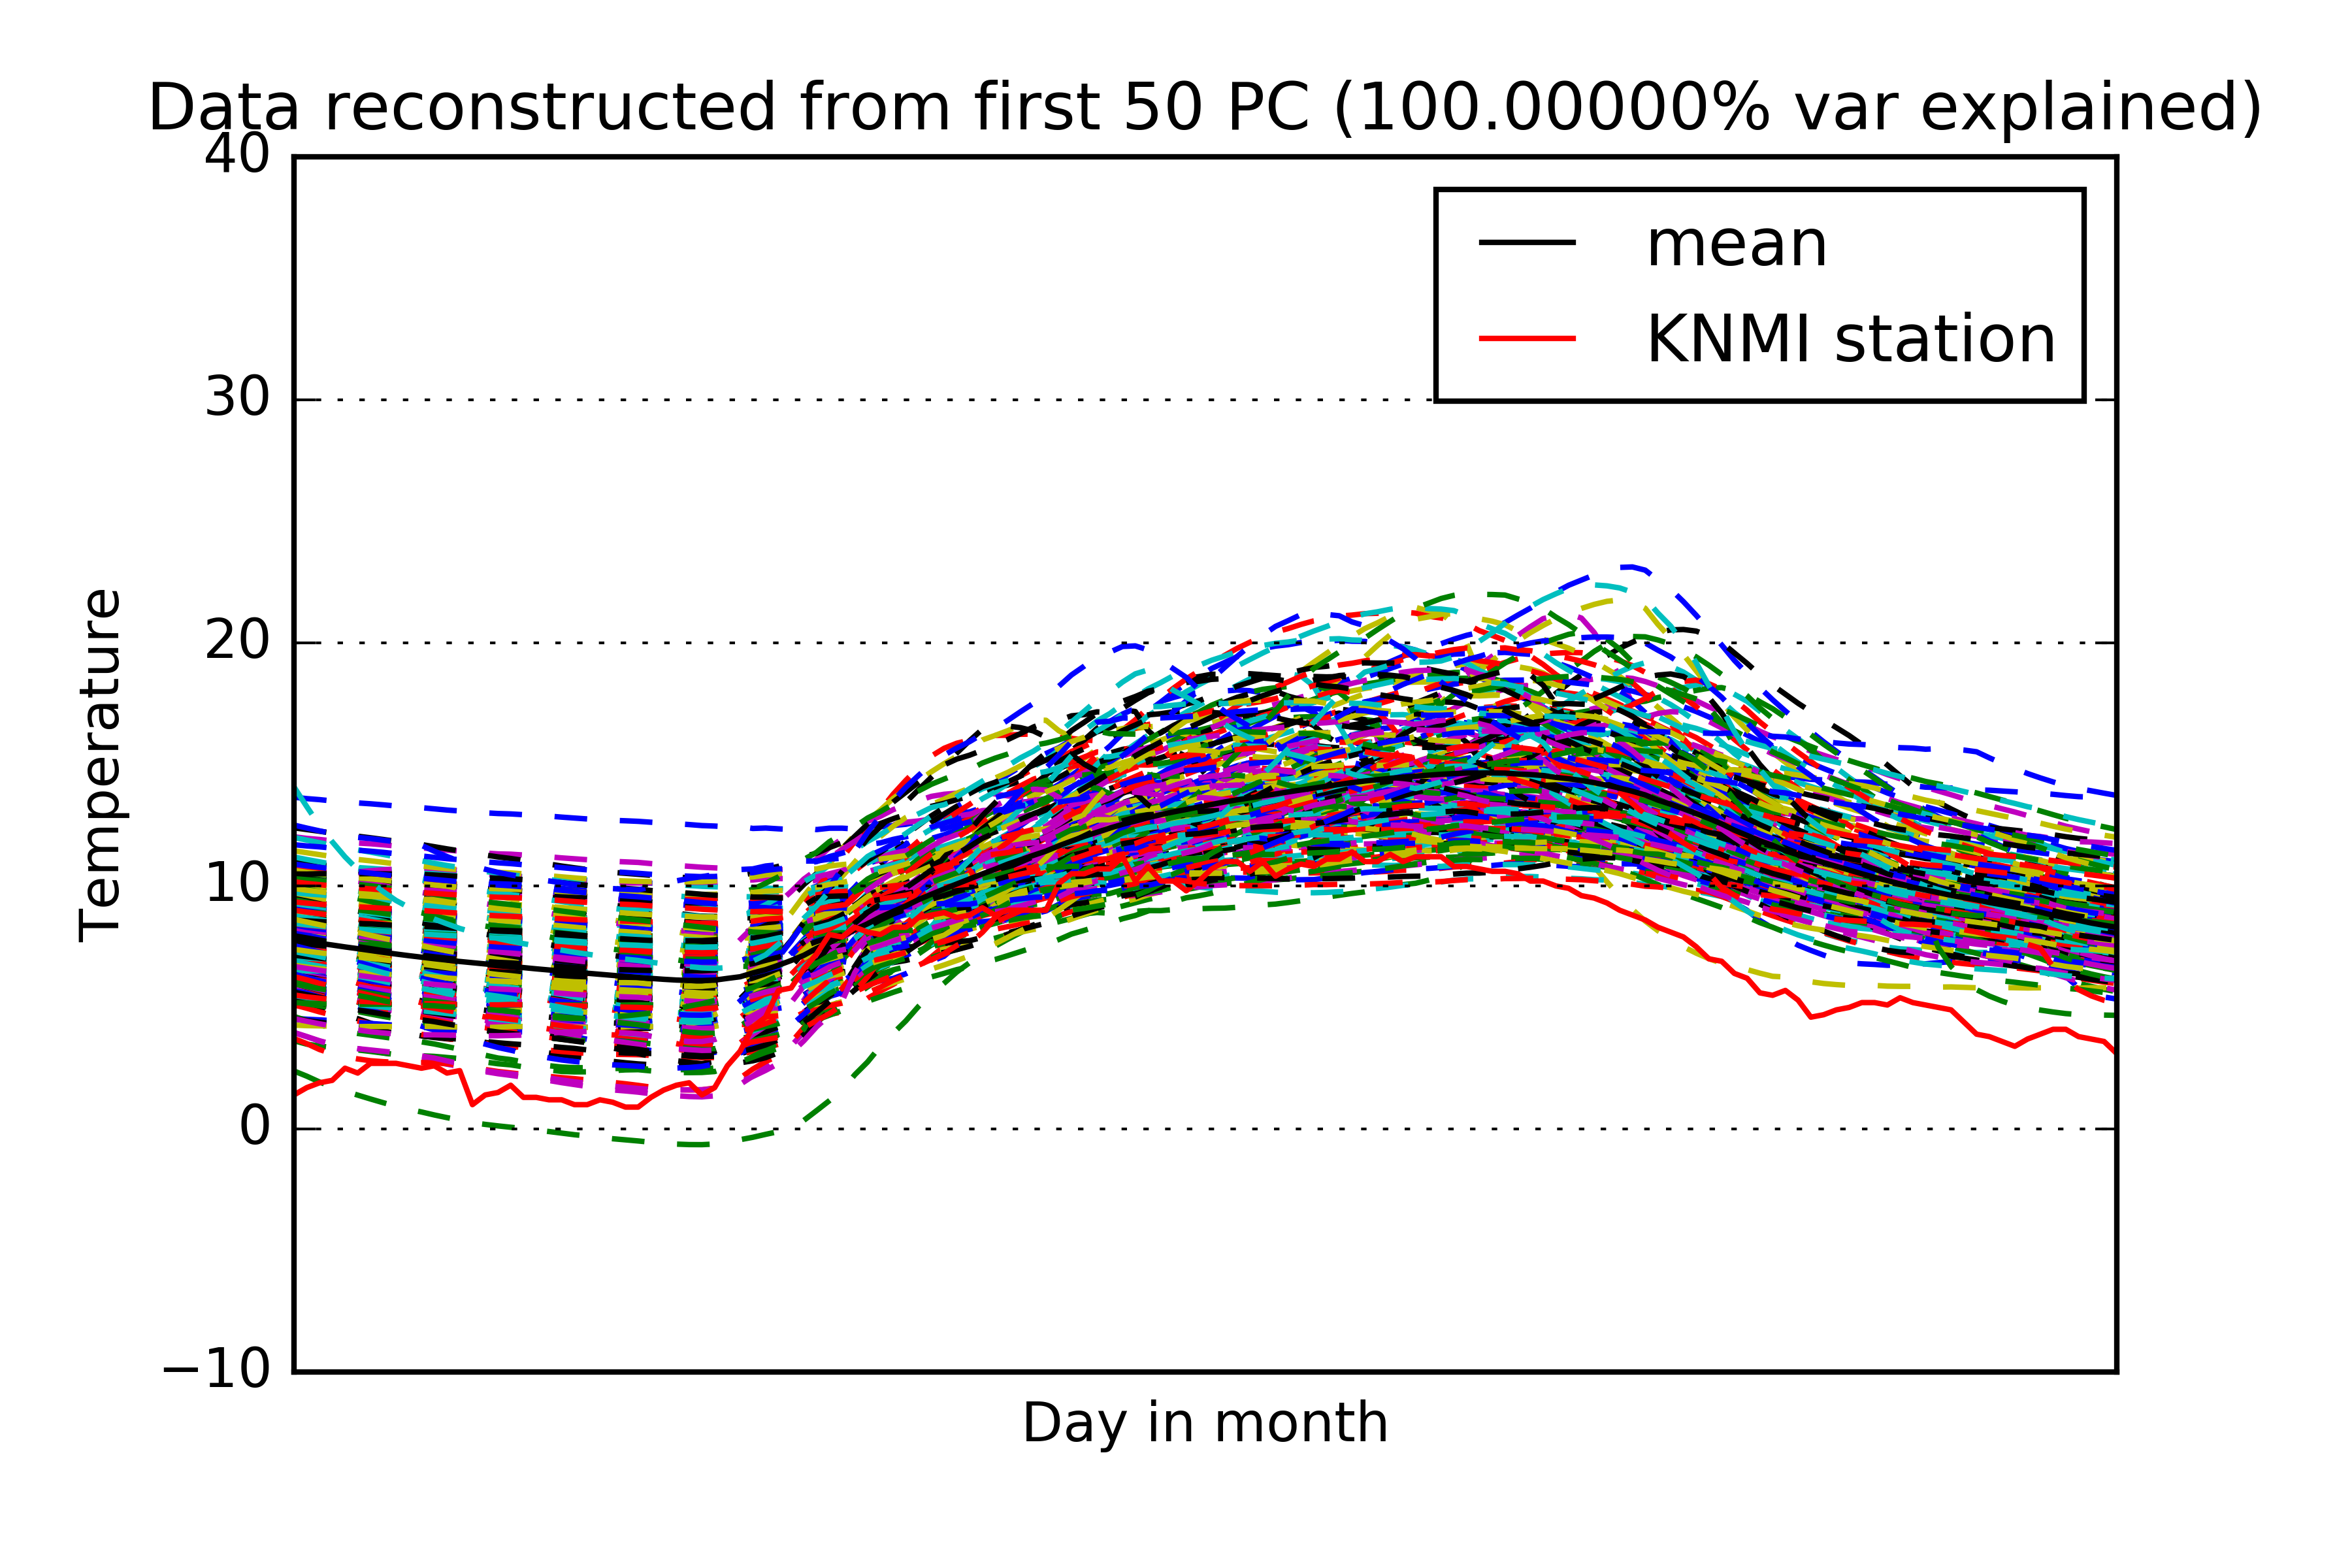 Data reconstructed from first 50 PC (100.00000% var explained)
40
30
20
10
0
−10
Temperature
mean
KNMI station
Day in month